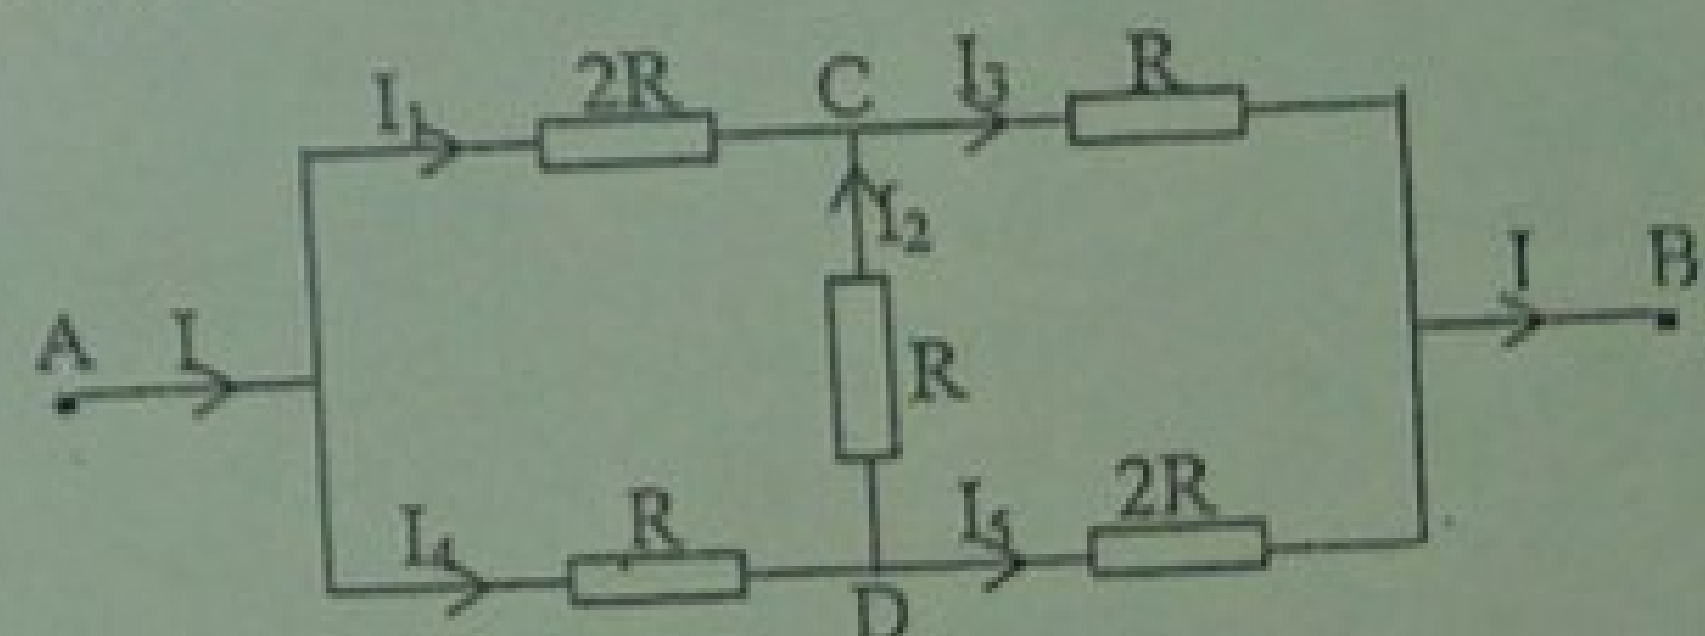 I₁ 2R C I₃ R
I₂
A I R I B
I₄ R I₅ 2R
D